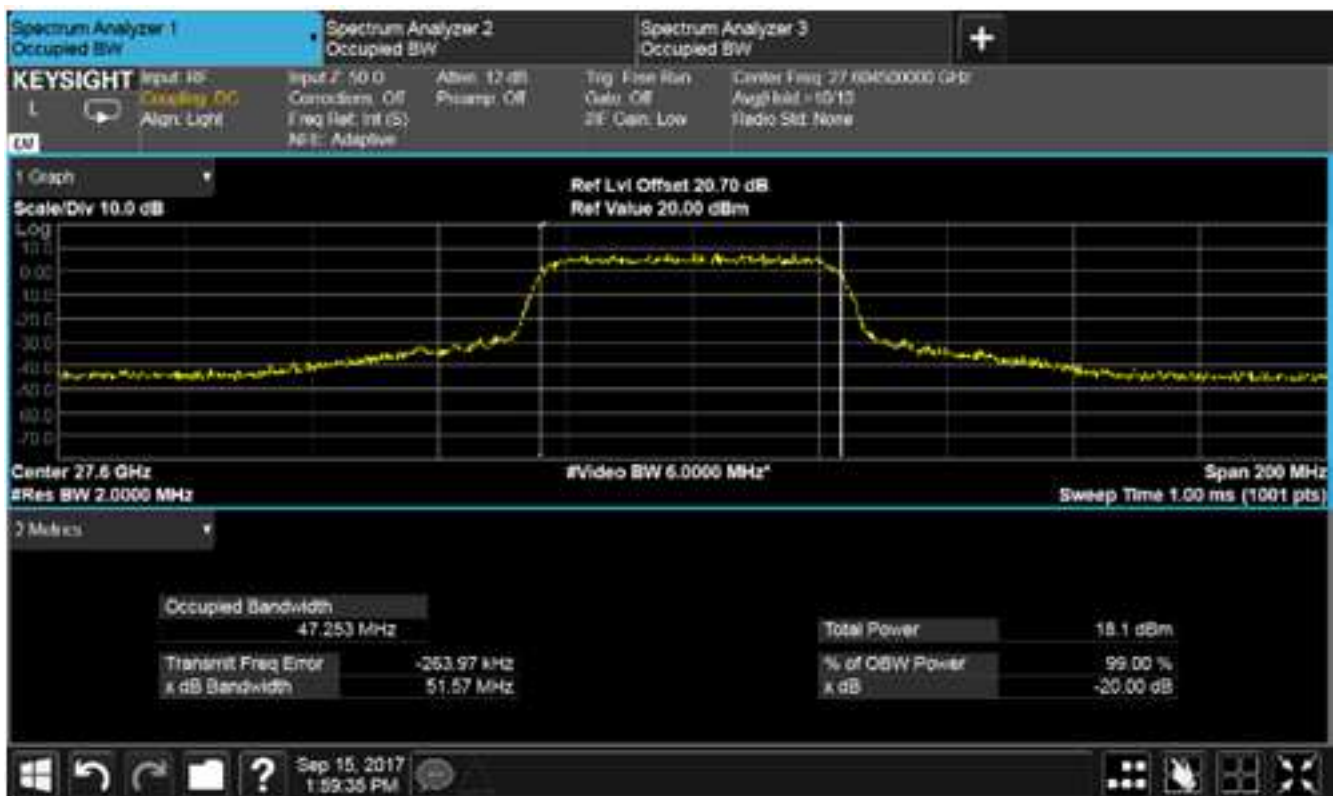 Spectrum Analyzer 1
Occupied BW
Spectrum Analyzer 2
Occupied BW
Spectrum Analyzer 3
Occupied BW
KEYSIGHT
L
Input: RF
Coupling: DC
Align: Light
Input Z: 50 Ω
Corrections: Off
Freq Ref: Int (S)
NFE: Adaptive
Atten: 12 dB
Preamp: Off
Trig: Free Run
Gate: Off
#IF Gain: Low
Center Freq: 27.604500000 GHz
Avg|Hold: >10/10
Radio Std: None
1 Graph
Scale/Div 10.0 dB
Ref Lvl Offset 20.70 dB
Ref Value 20.00 dBm
Log
10.0
0.00
-10.0
-20.0
-30.0
-40.0
-50.0
-60.0
-70.0
Center 27.6 GHz
#Video BW 6.0000 MHz*
Span 200 MHz
#Res BW 2.0000 MHz
Sweep Time 1.00 ms (1001 pts)
2 Metrics
Occupied Bandwidth
47.253 MHz
Total Power 18.1 dBm
Transmit Freq Error -263.97 kHz
% of OBW Power 99.00 %
x dB Bandwidth 51.57 MHz
x dB -20.00 dB
Sep 15, 2017
1:59:35 PM